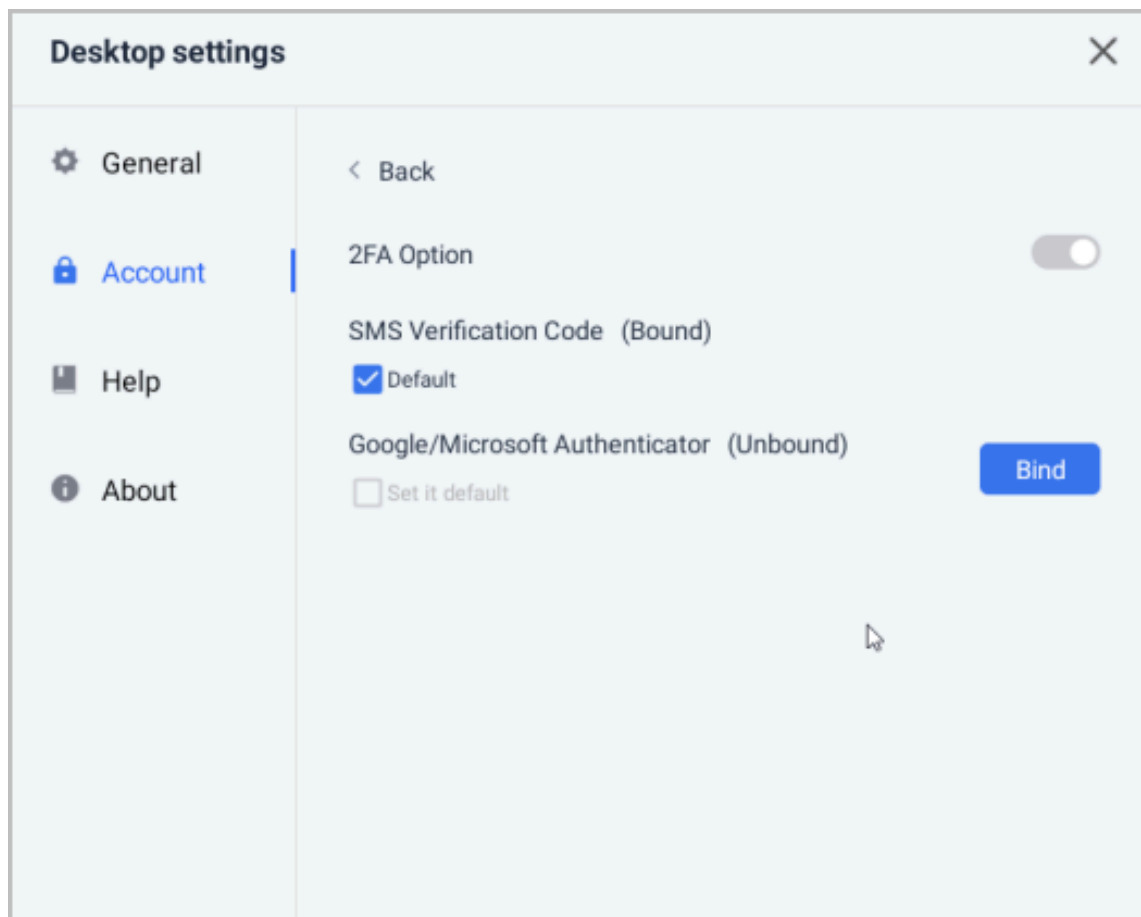 Desktop settings
General
Account
Help
About
Back
2FA Option
SMS Verification Code (Bound)
Default
Google/Microsoft Authenticator (Unbound)
Bind
Set it default